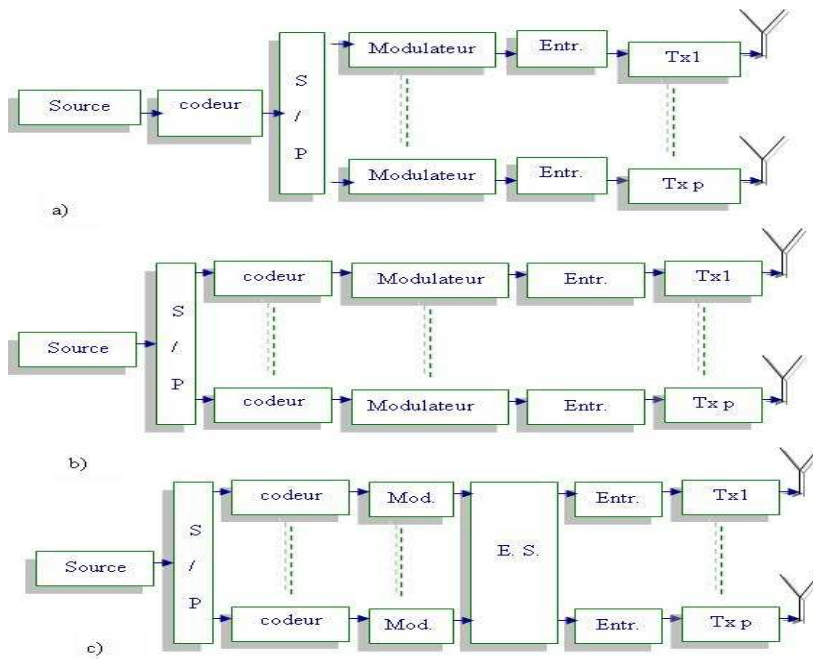 Modulateur Entr. Tx1
Source codeur S / P
Modulateur Entr. Tx p
a)
codeur Modulateur Entr. Tx1
Source S / P
codeur Modulateur Entr. Tx p
b)
codeur Mod. Entr. Tx1
Source S / P E. S.
codeur Mod. Entr. Tx p
c)